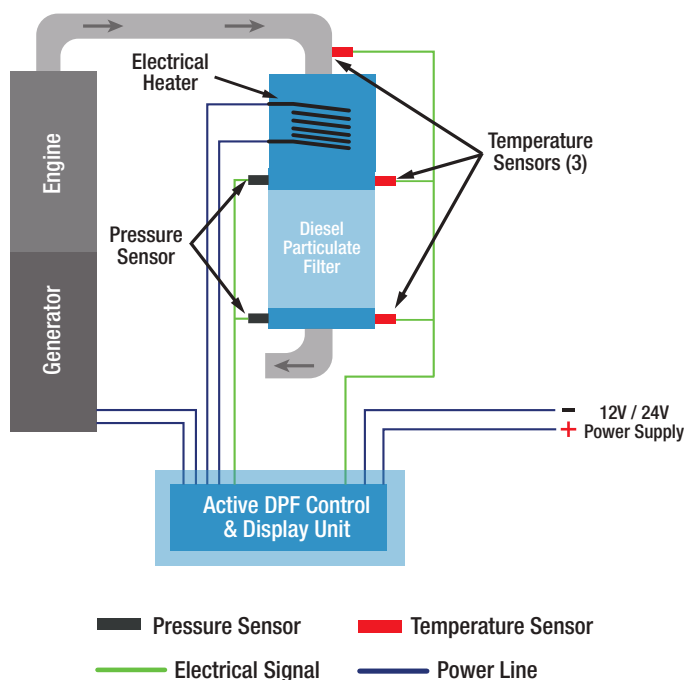 Electrical
Heater
Engine
Temperature
Sensors (3)
Pressure
Sensor
Diesel
Particulate
Filter
Generator
12V / 24V
Power Supply
Active DPF Control
& Display Unit
Pressure Sensor
Temperature Sensor
Electrical Signal
Power Line